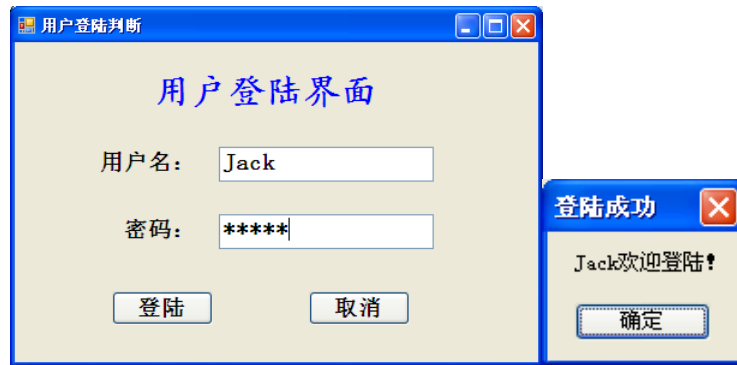 用户登陆判断
用户登陆界面
用户名： Jack
密码： *****
登陆 取消
登陆成功
Jack欢迎登陆！
确定